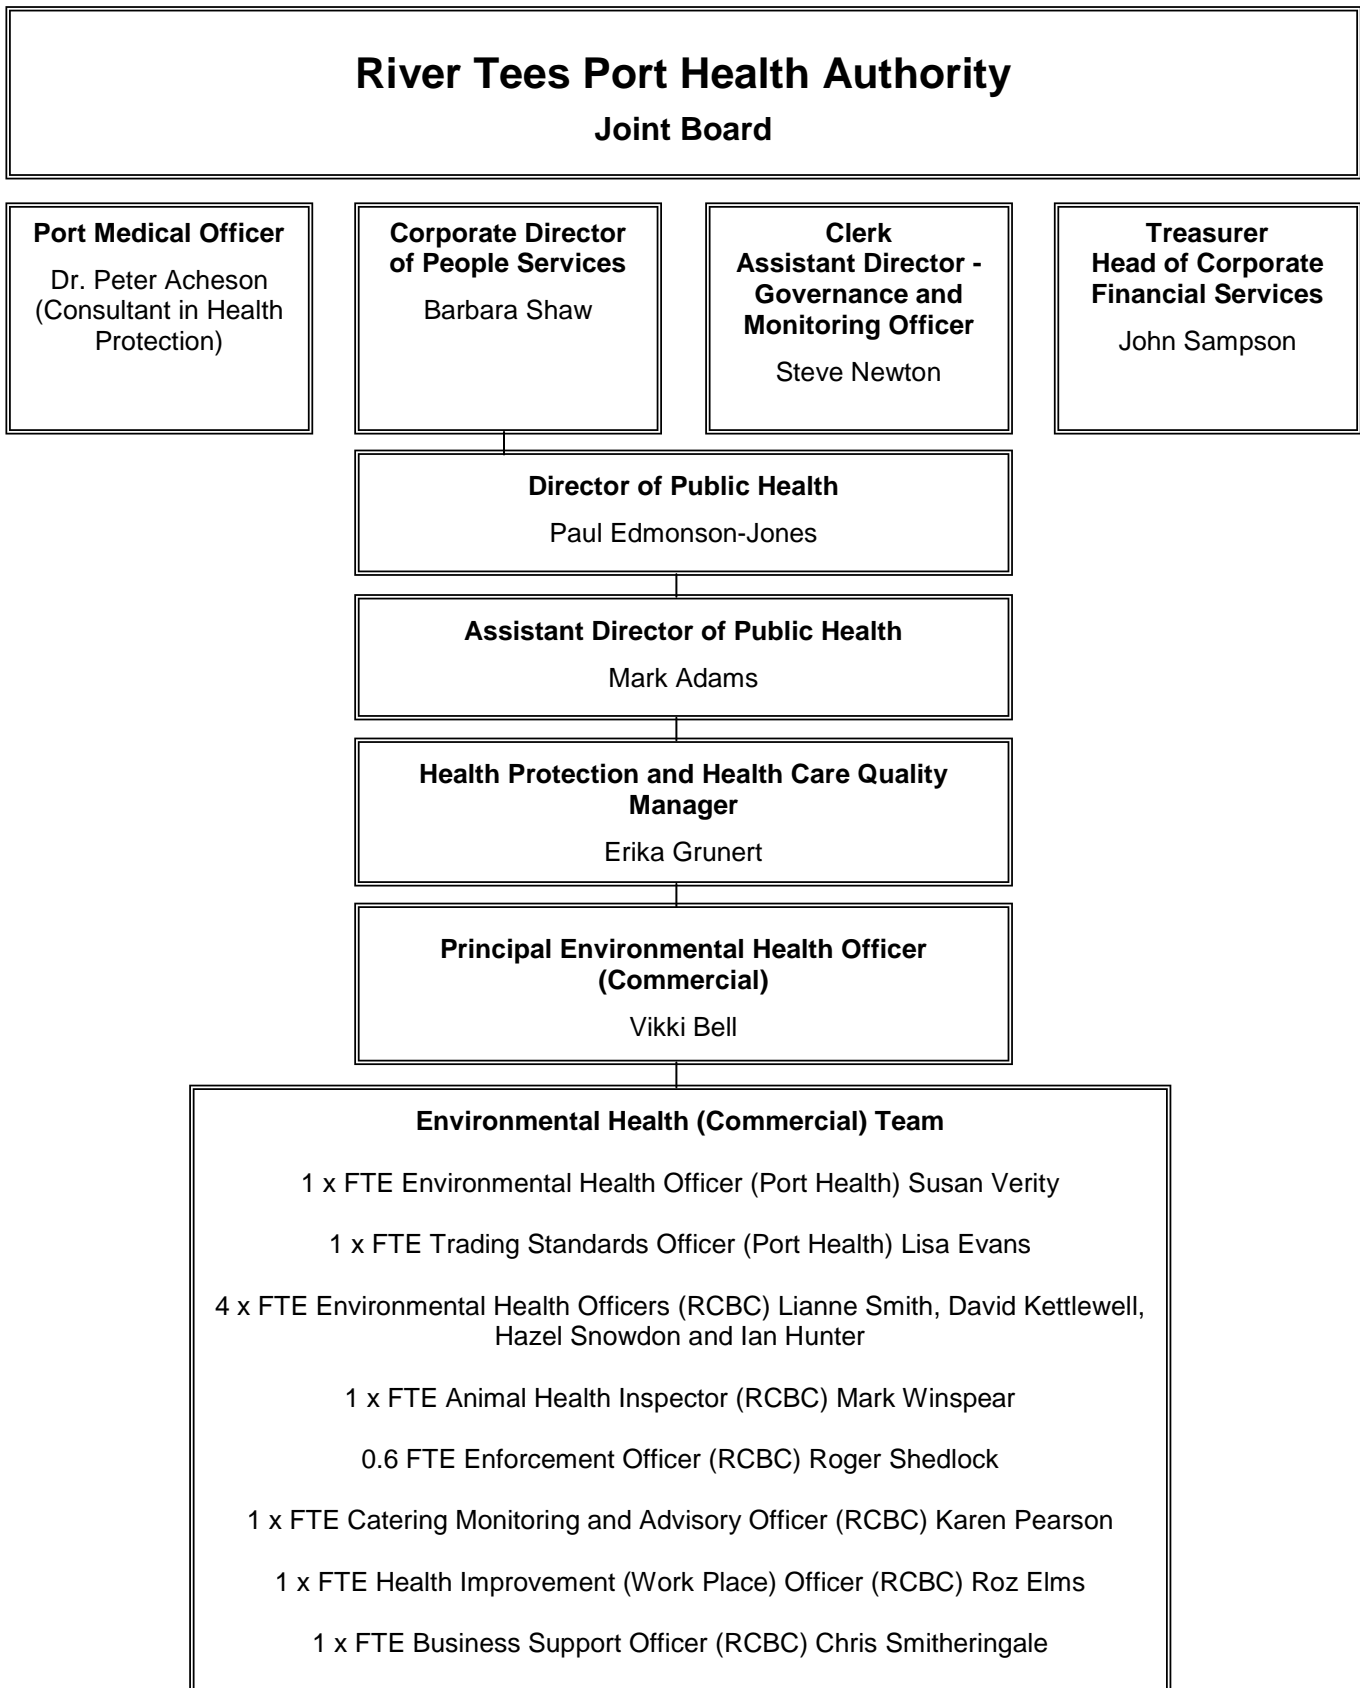 River Tees Port Health Authority
Joint Board
Port Medical Officer
Dr. Peter Acheson
(Consultant in Health
Protection)
Corporate Director
of People Services
Barbara Shaw
Clerk
Assistant Director -
Governance and
Monitoring Officer
Steve Newton
Treasurer
Head of Corporate
Financial Services
John Sampson
Director of Public Health
Paul Edmonson-Jones
Assistant Director of Public Health
Mark Adams
Health Protection and Health Care Quality
Manager
Erika Grunert
Principal Environmental Health Officer
(Commercial)
Vikki Bell
Environmental Health (Commercial) Team
1 x FTE Environmental Health Officer (Port Health) Susan Verity
1 x FTE Trading Standards Officer (Port Health) Lisa Evans
4 x FTE Environmental Health Officers (RCBC) Lianne Smith, David Kettlewell,
Hazel Snowdon and Ian Hunter
1 x FTE Animal Health Inspector (RCBC) Mark Winspear
0.6 FTE Enforcement Officer (RCBC) Roger Shedlock
1 x FTE Catering Monitoring and Advisory Officer (RCBC) Karen Pearson
1 x FTE Health Improvement (Work Place) Officer (RCBC) Roz Elms
1 x FTE Business Support Officer (RCBC) Chris Smitheringale